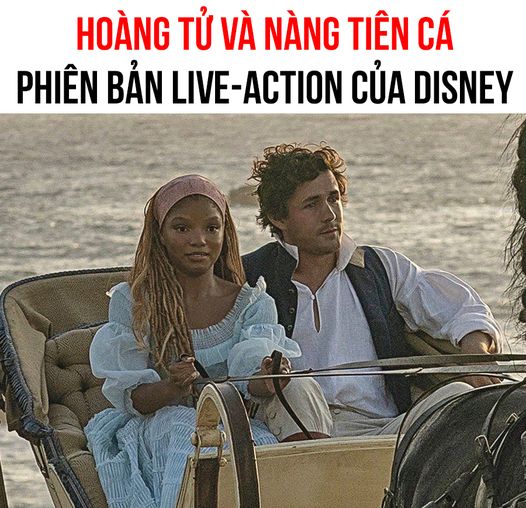 HOÀNG TỬ VÀ NÀNG TIÊN CÁ
PHIÊN BẢN LIVE-ACTION CỦA DISNEY